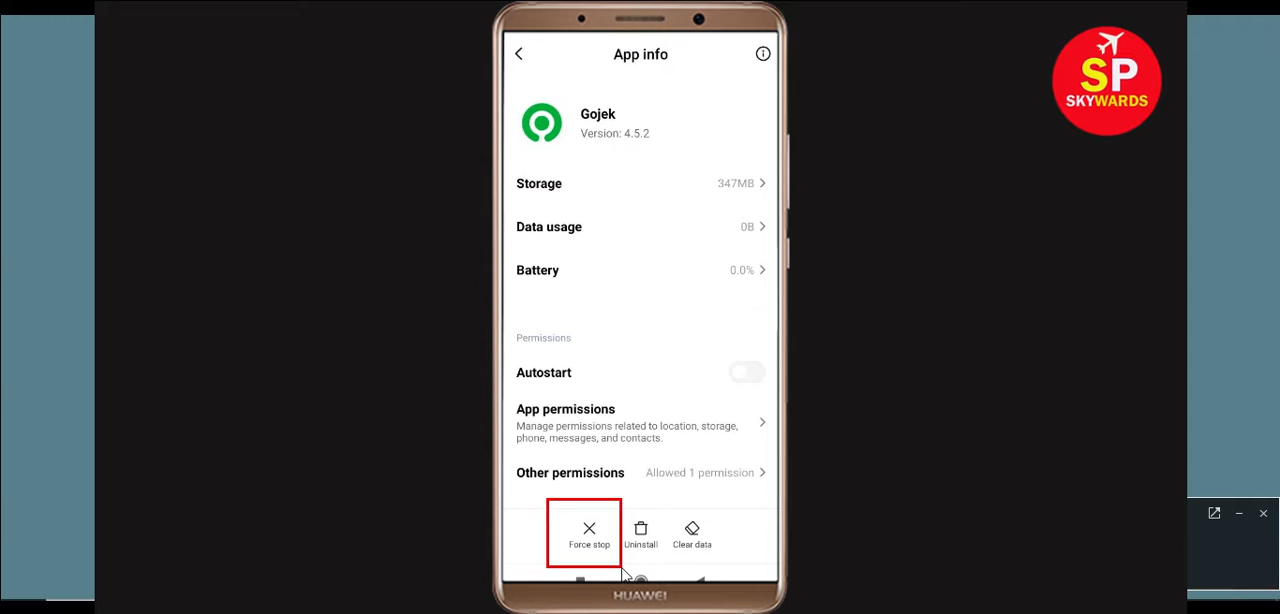 App info
SP
SKYWARDS
Gojek
Version: 4.5.2
Storage 347MB
Data usage 0B
Battery 0.0%
Permissions
Autostart
App permissions
Manage permissions related to location, storage,
phone, messages, and contacts.
Other permissions Allowed 1 permission
Force stop Uninstall Clear data
HUAWEI